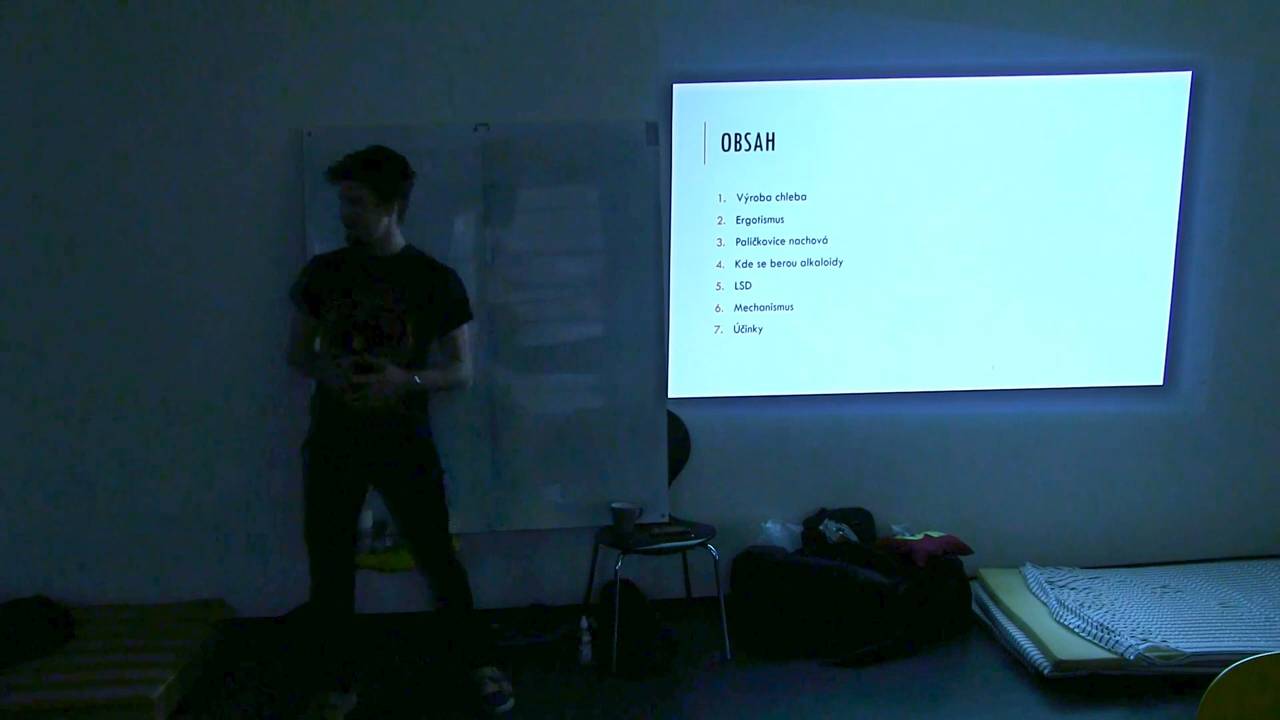 OBSAH
1. Výroba chleba
2. Ergotismus
3. Paličkovice nachová
4. Kde se berou alkaloidy
5. LSD
6. Mechanismus
7. Účinky